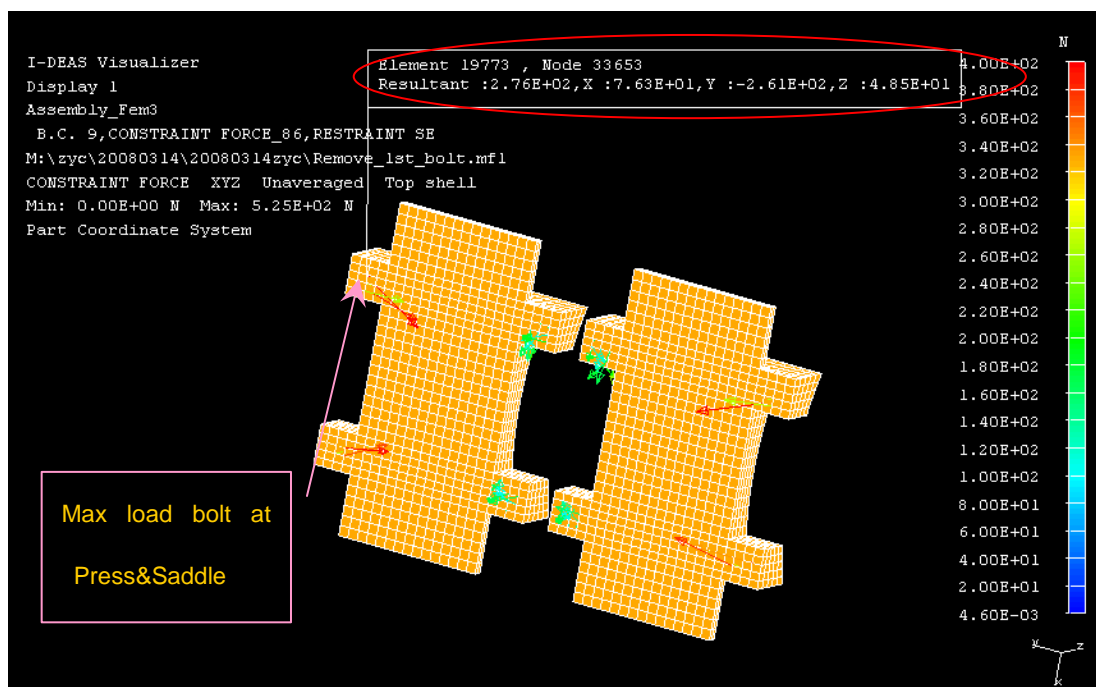 I-DEAS Visualizer
Display 1
Assembly_Fem3
B.C. 9,CONSTRAINT FORCE_86,RESTRAINT SE
M:\zyc\20080314\20080314zyc\Remove_1st_bolt.mf1
CONSTRAINT FORCE XYZ Unaveraged Top shell
Min: 0.00E+00 N Max: 5.25E+02 N
Part Coordinate System
Element 19773 , Node 33653
Resultant :2.76E+02,X :7.63E+01,Y :-2.61E+02,Z :4.85E+01
N
4.00E+02
3.80E+02
3.60E+02
3.40E+02
3.20E+02
3.00E+02
2.80E+02
2.60E+02
2.40E+02
2.20E+02
2.00E+02
1.80E+02
1.60E+02
1.40E+02
1.20E+02
1.00E+02
8.00E+01
6.00E+01
4.00E+01
2.00E+01
4.60E-03
Max load bolt at
Press&Saddle
Y
Z
X